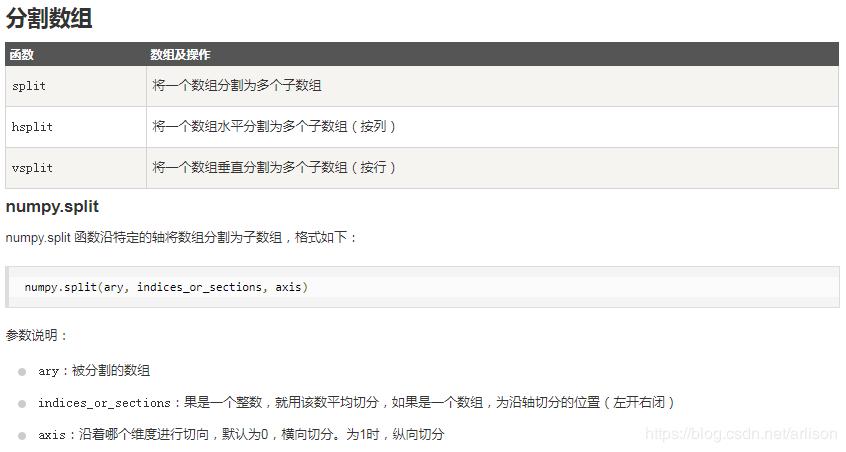 分割数组
函数 数组及操作
split 将一个数组分割为多个子数组
hsplit 将一个数组水平分割为多个子数组（按列）
vsplit 将一个数组垂直分割为多个子数组（按行）
numpy.split
numpy.split 函数沿特定的轴将数组分割为子数组，格式如下：
numpy.split(ary, indices_or_sections, axis)
参数说明：
ary：被分割的数组
indices_or_sections：果是一个整数，就用该数平均切分，如果是一个数组，为沿轴切分的位置（左开右闭）
axis：沿着哪个维度进行切向，默认为0，横向切分。为1时，纵向切分
https://blog.csdn.net/arlison